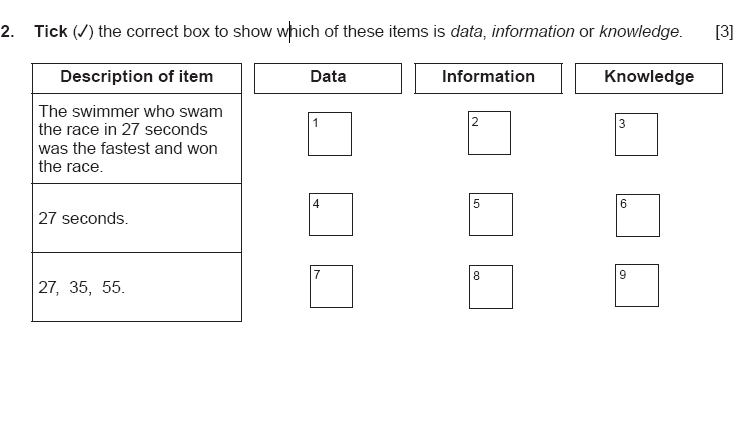 2. Tick (✓) the correct box to show which of these items is data, information or knowledge. [3]
Description of item Data Information Knowledge
The swimmer who swam
the race in 27 seconds
was the fastest and won
the race.
1 2 3
27 seconds.
4 5 6
27, 35, 55.
7 8 9